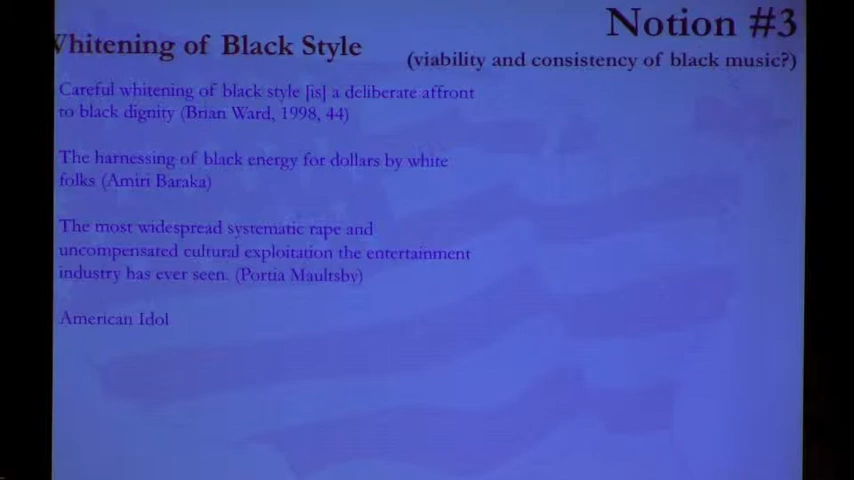 Notion #3
Whitening of Black Style
(viability and consistency of black music?)
Careful whitening of black style [is] a deliberate affront
to black dignity (Brian Ward, 1998, 44)
The harnessing of black energy for dollars by white
folks (Amiri Baraka)
The most widespread systematic rape and
uncompensated cultural exploitation the entertainment
industry has ever seen. (Portia Maultsby)
American Idol